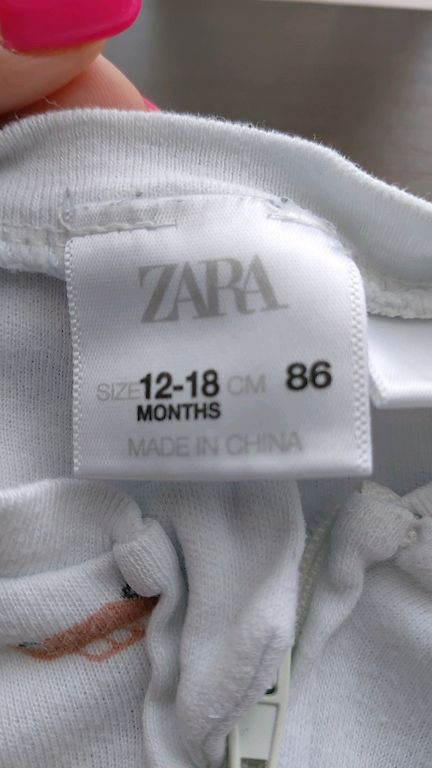 ZARA
SIZE 12-18 CM 86
MONTHS
MADE IN CHINA